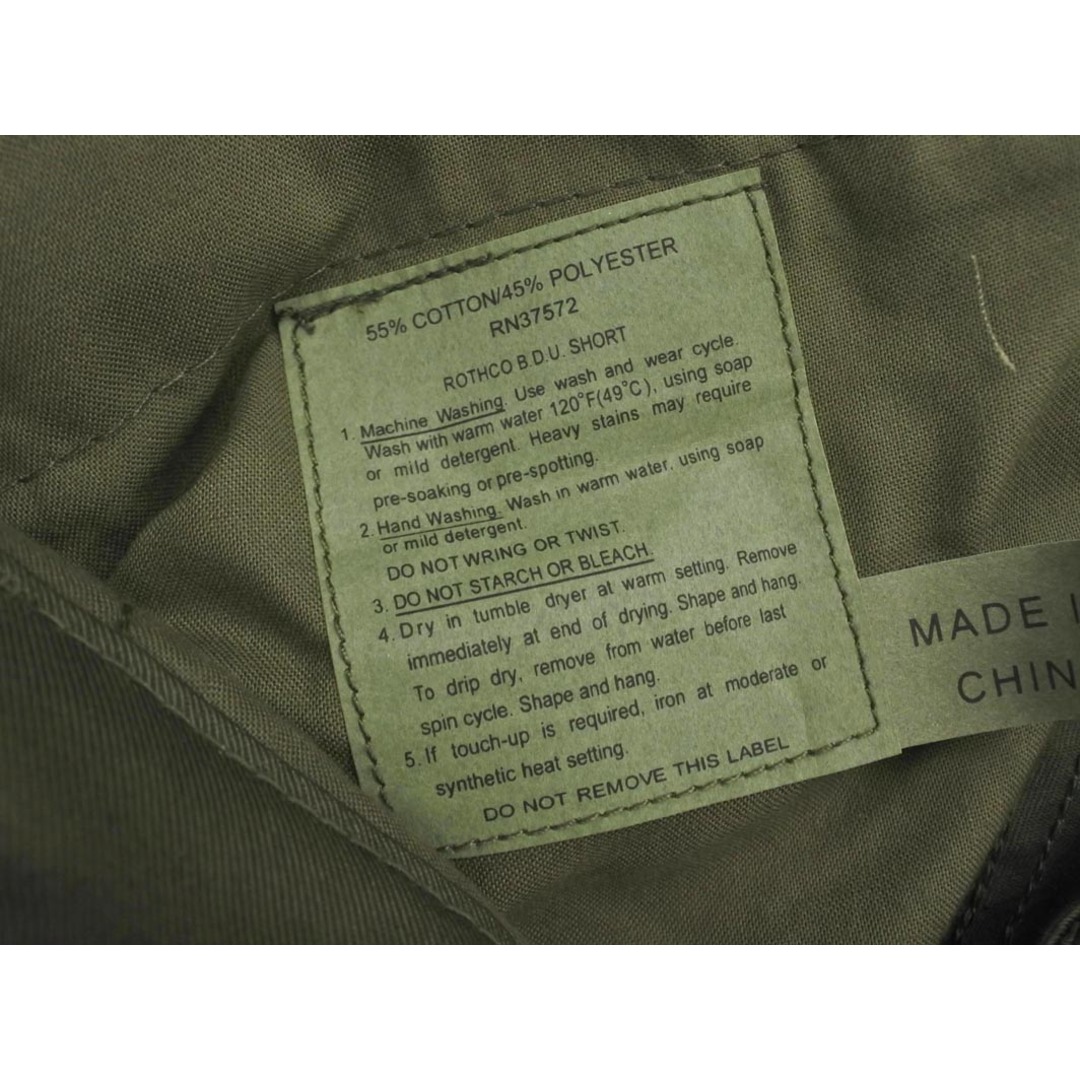 55% COTTON/45% POLYESTER
RN37572
ROTHCO B.D.U. SHORT
1. Machine Washing. Use wash and wear cycle.
Wash with warm water 120°F(49°C), using soap
or mild detergent. Heavy stains may require
pre-soaking or pre-spotting.
2. Hand Washing. Wash in warm water, using soap
or mild detergent.
DO NOT WRING OR TWIST.
3. DO NOT STARCH OR BLEACH.
4. Dry in tumble dryer at warm setting. Remove
immediately at end of drying. Shape and hang.
To drip dry, remove from water before last
spin cycle. Shape and hang.
5. If touch-up is required, iron at moderate or
synthetic heat setting.
DO NOT REMOVE THIS LABEL
MADE I
CHIN